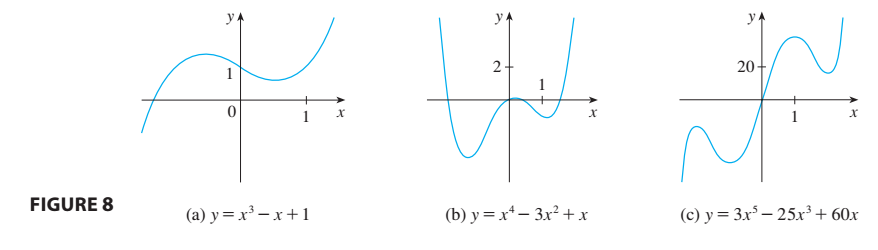 y
1
0
1
x
(a) y = x³ − x + 1
y
2
1
x
(b) y = x⁴ − 3x² + x
y
20
1
x
(c) y = 3x⁵ − 25x³ + 60x
FIGURE 8